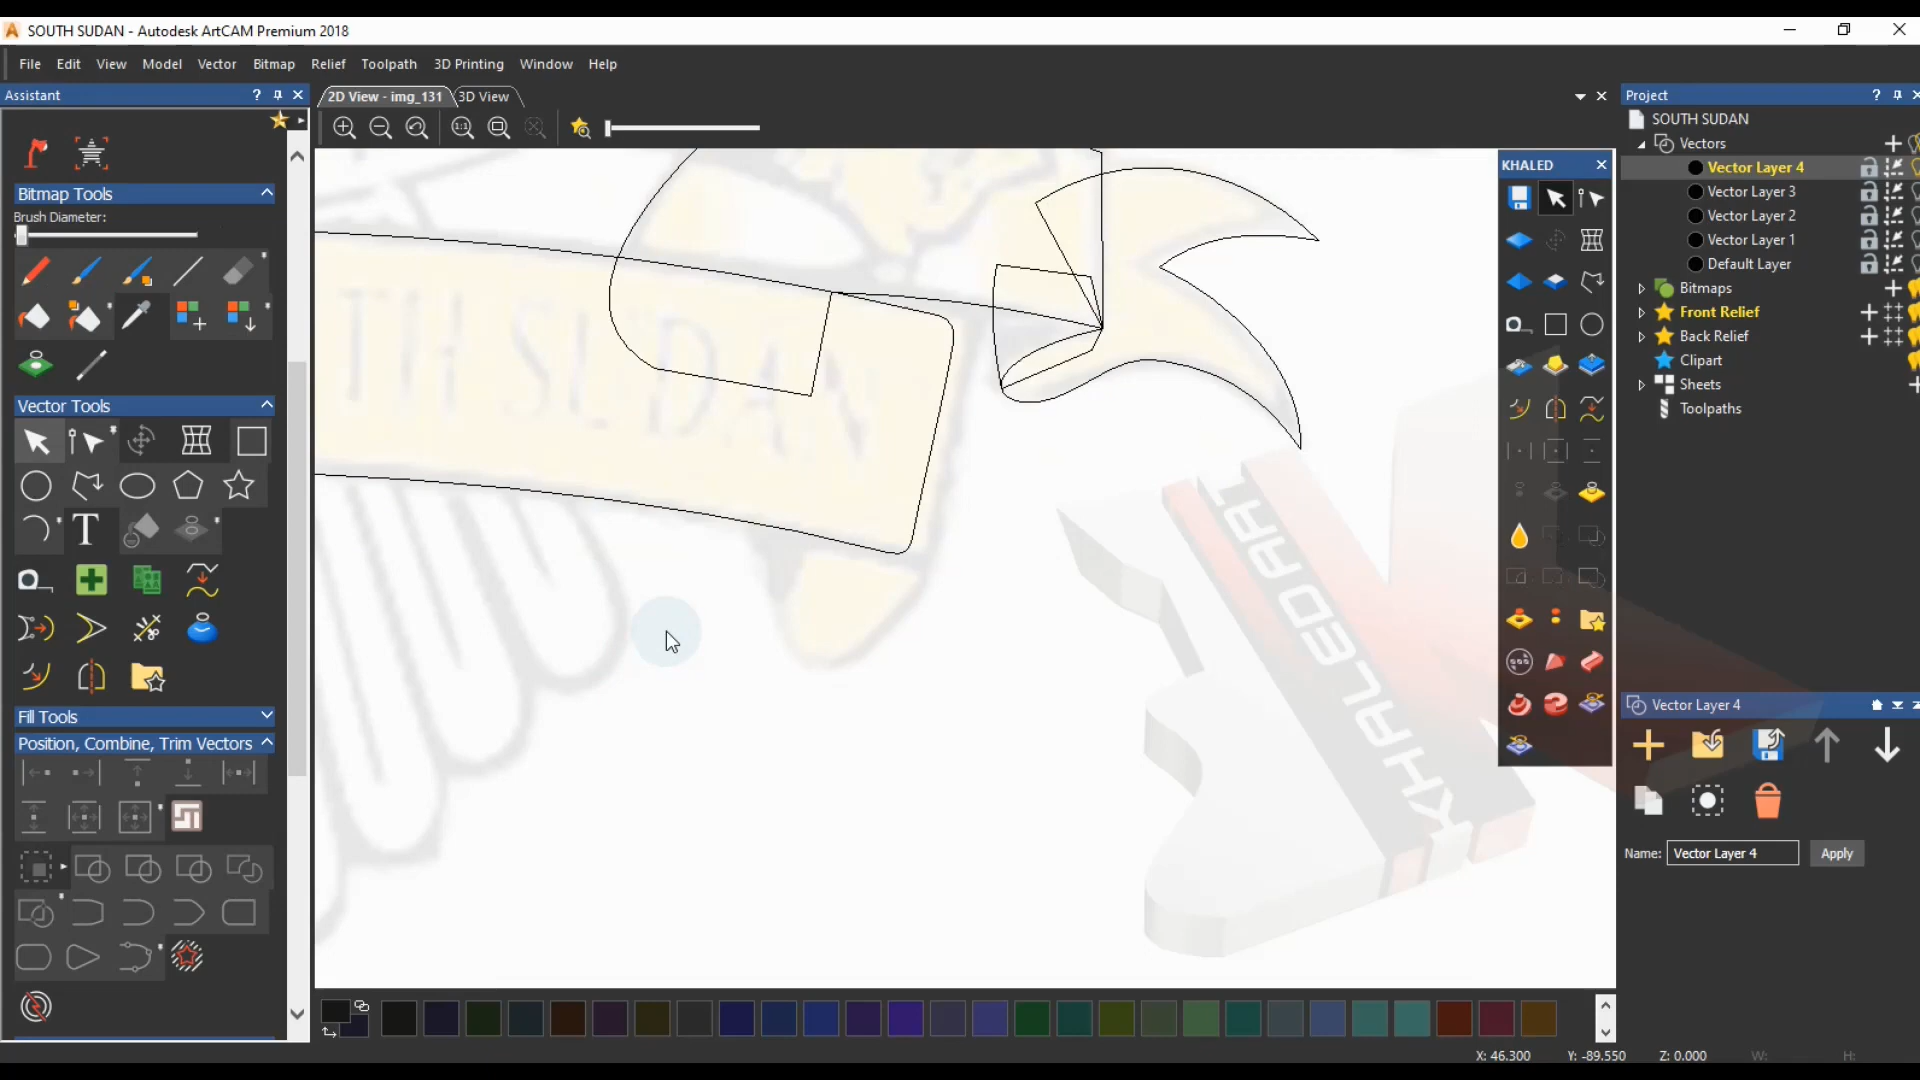 SOUTH SUDAN - Autodesk ArtCAM Premium 2018
File Edit View Model Vector Bitmap Relief Toolpath 3D Printing Window Help
Assistant
2D View - img_131
3D View
Bitmap Tools
Brush Diameter:
Vector Tools
Fill Tools
Position, Combine, Trim Vectors
TH SUDAN
KHALEDART
KHALED
Project
SOUTH SUDAN
Vectors
Vector Layer 4
Vector Layer 3
Vector Layer 2
Vector Layer 1
Default Layer
Bitmaps
Front Relief
Back Relief
Clipart
Sheets
Toolpaths
Vector Layer 4
Name: Vector Layer 4 Apply
X: 46.300 Y: -89.550 Z: 0.000 W: H: